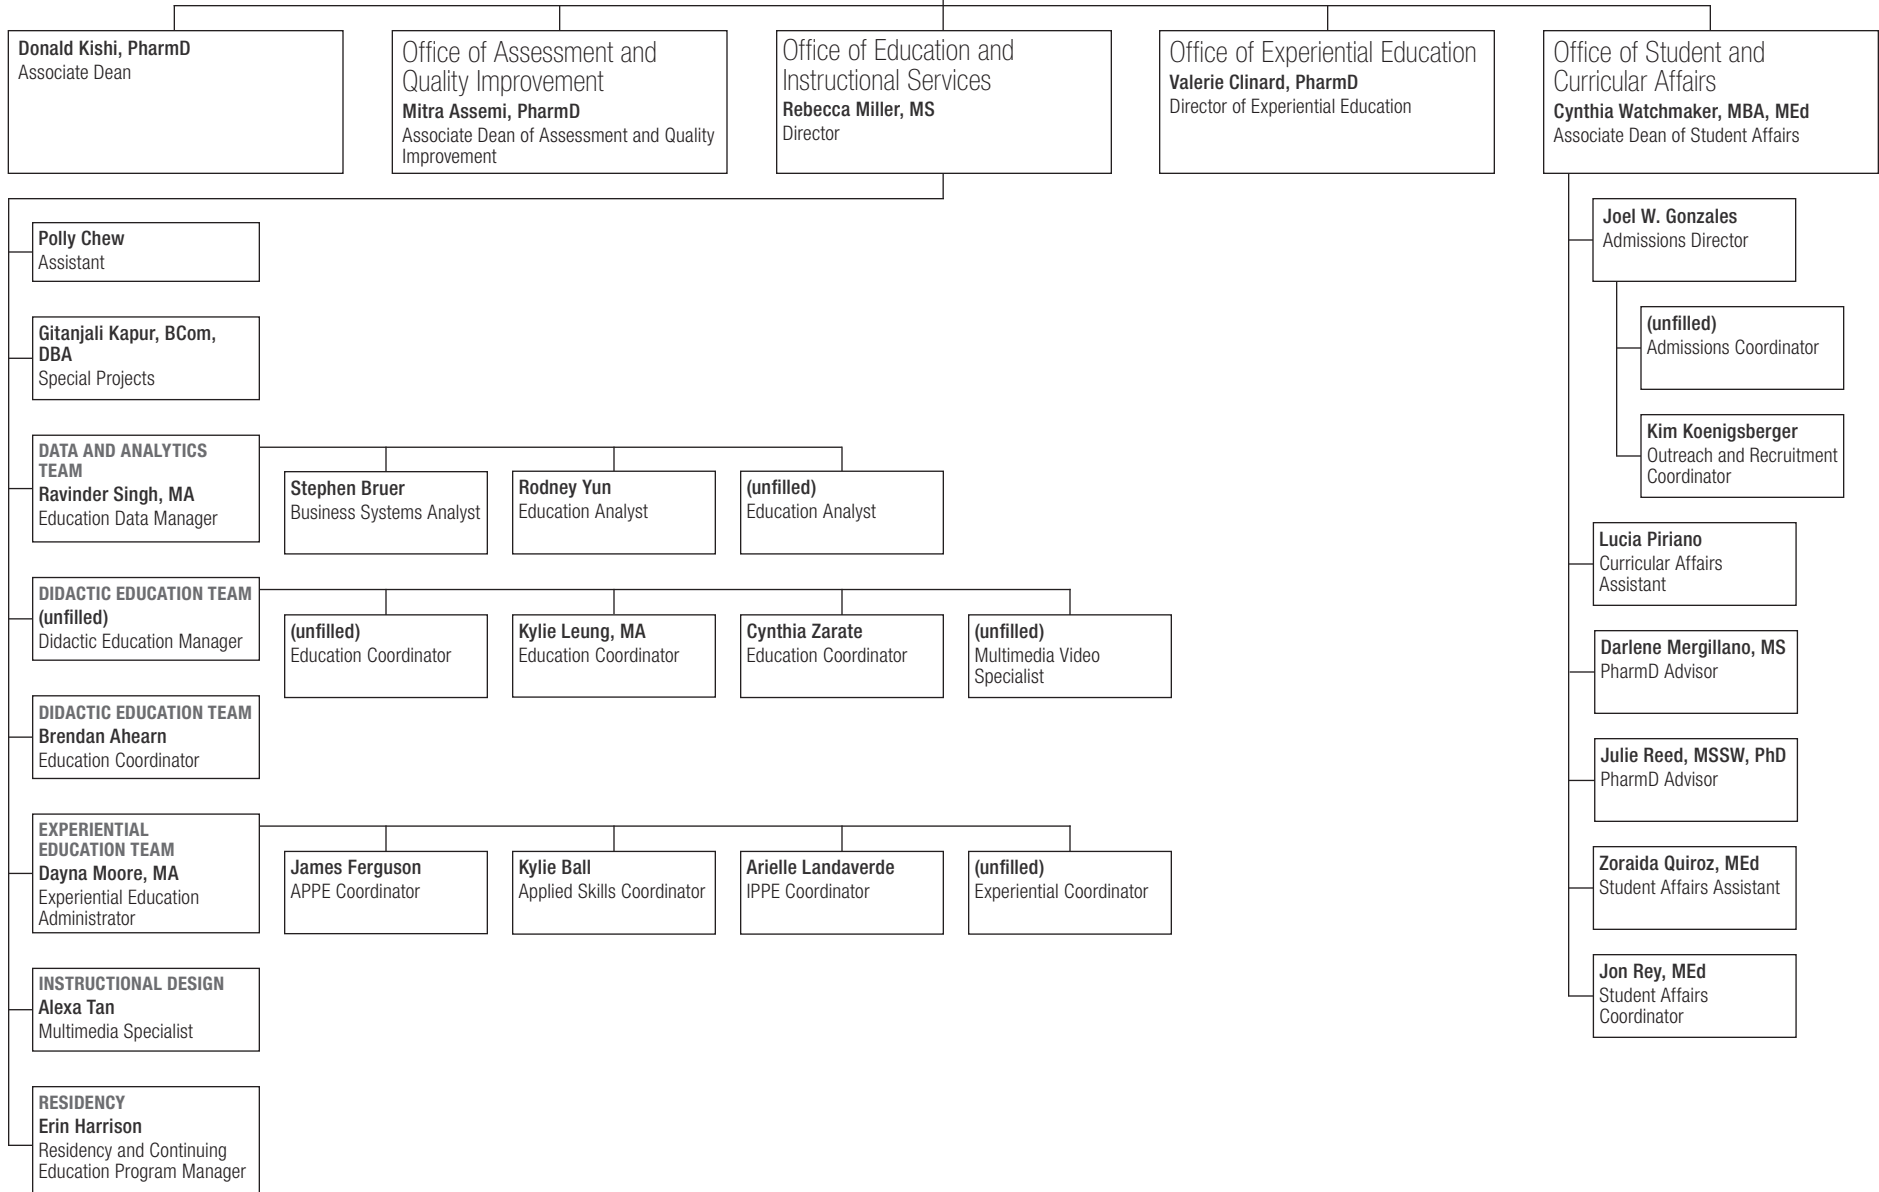 Donald Kishi, PharmD
Associate Dean
Office of Assessment and
Quality Improvement
Mitra Assemi, PharmD
Associate Dean of Assessment and Quality
Improvement
Office of Education and
Instructional Services
Rebecca Miller, MS
Director
Office of Experiential Education
Valerie Clinard, PharmD
Director of Experiential Education
Office of Student and
Curricular Affairs
Cynthia Watchmaker, MBA, MEd
Associate Dean of Student Affairs
Polly Chew
Assistant
Gitanjali Kapur, BCom,
DBA
Special Projects
DATA AND ANALYTICS
TEAM
Ravinder Singh, MA
Education Data Manager
Stephen Bruer
Business Systems Analyst
Rodney Yun
Education Analyst
(unfilled)
Education Analyst
DIDACTIC EDUCATION TEAM
(unfilled)
Didactic Education Manager
(unfilled)
Education Coordinator
Kylie Leung, MA
Education Coordinator
Cynthia Zarate
Education Coordinator
(unfilled)
Multimedia Video
Specialist
DIDACTIC EDUCATION TEAM
Brendan Ahearn
Education Coordinator
EXPERIENTIAL
EDUCATION TEAM
Dayna Moore, MA
Experiential Education
Administrator
James Ferguson
APPE Coordinator
Kylie Ball
Applied Skills Coordinator
Arielle Landaverde
IPPE Coordinator
(unfilled)
Experiential Coordinator
INSTRUCTIONAL DESIGN
Alexa Tan
Multimedia Specialist
RESIDENCY
Erin Harrison
Residency and Continuing
Education Program Manager
Joel W. Gonzales
Admissions Director
(unfilled)
Admissions Coordinator
Kim Koenigsberger
Outreach and Recruitment
Coordinator
Lucia Piriano
Curricular Affairs
Assistant
Darlene Mergillano, MS
PharmD Advisor
Julie Reed, MSSW, PhD
PharmD Advisor
Zoraida Quiroz, MEd
Student Affairs Assistant
Jon Rey, MEd
Student Affairs
Coordinator